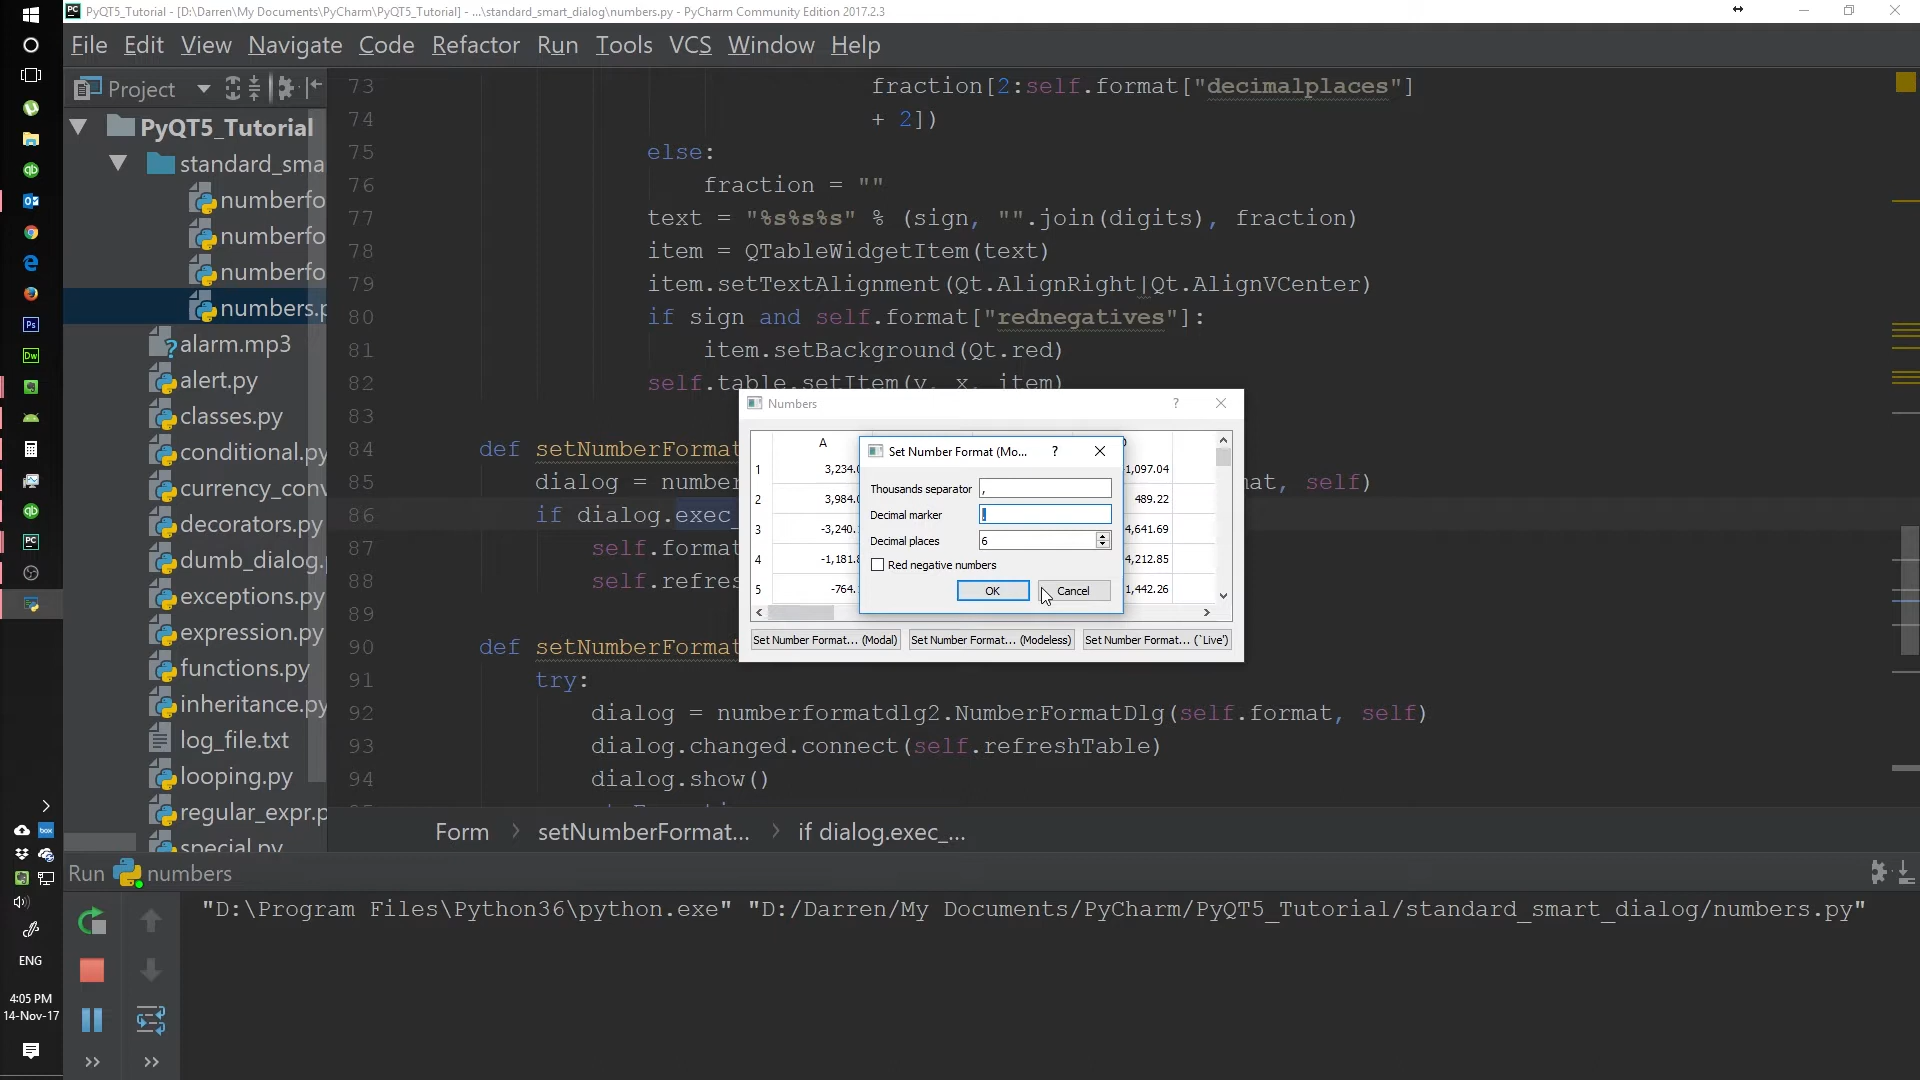 PyQT5_Tutorial - [D:\Darren\My Documents\PyCharm\PyQT5_Tutorial] - ...\standard_smart_dialog\numbers.py - PyCharm Community Edition 2017.2.3
File Edit View Navigate Code Refactor Run Tools VCS Window Help
Project
PyQT5_Tutorial
standard_sma
numberfo
numberfo
numberfo
numbers.p
alarm.mp3
alert.py
classes.py
conditional.py
currency_conv
decorators.py
dumb_dialog.
exceptions.py
expression.py
functions.py
inheritance.py
log_file.txt
looping.py
regular_expr.p
special.py
73 fraction[2:self.format["decimalplaces"]
74 + 2])
75 else:
76 fraction = ""
77 text = "%s%s%s" % (sign, "".join(digits), fraction)
78 item = QTableWidgetItem(text)
79 item.setTextAlignment(Qt.AlignRight|Qt.AlignVCenter)
80 if sign and self.format["rednegatives"]:
81 item.setBackground(Qt.red)
82 self.table.setItem(y, x, item)
83
84 def setNumberFormat
85 dialog = number at, self)
86 if dialog.exec_
87 self.format
88 self.refres
89
90 def setNumberFormat
91 try:
92 dialog = numberformatdlg2.NumberFormatDlg(self.format, self)
93 dialog.changed.connect(self.refreshTable)
94 dialog.show()
Numbers ?
A
1 3,234.0 1,097.04
2 3,984.0 489.22
3 -3,240. 4,641.69
4 -1,181.8 4,212.85
5 -764. 1,442.26
Set Number Format... (Modal) Set Number Format... (Modeless) Set Number Format... (`Live')
Set Number Format (Mo... ?
Thousands separator ,
Decimal marker
Decimal places 6
Red negative numbers
OK Cancel
Form setNumberFormat... if dialog.exec_...
Run numbers
"D:\Program Files\Python36\python.exe" "D:/Darren/My Documents/PyCharm/PyQT5_Tutorial/standard_smart_dialog/numbers.py"
ENG
4:05 PM
14-Nov-17